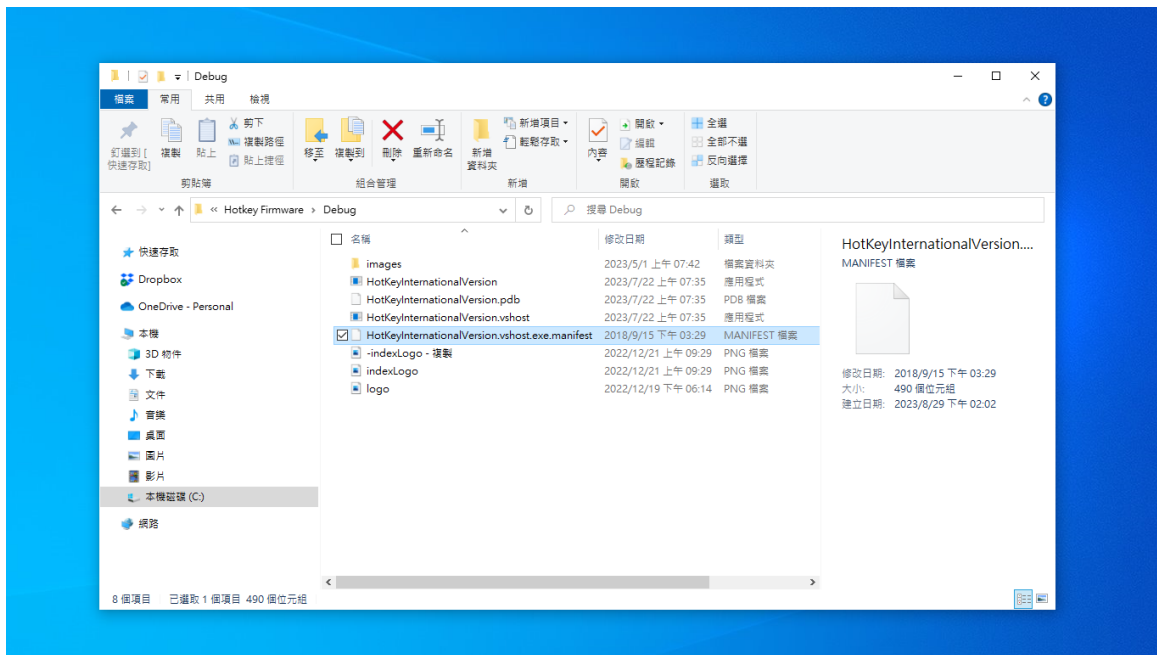 Debug
檔案 常用 共用 檢視
釘選到 [
快速存取]
複製
貼上
剪下
複製路徑
貼上捷徑
剪貼簿
移至
複製到
刪除
重新命名
組合管理
新增
資料夾
新增項目
輕鬆存取
新增
內容
開啟
編輯
歷程記錄
開啟
全選
全部不選
反向選擇
選取
« Hotkey Firmware › Debug
搜尋 Debug
快速存取
Dropbox
OneDrive - Personal
本機
3D 物件
下載
文件
音樂
桌面
圖片
影片
本機磁碟 (C:)
網路
名稱 修改日期 類型
images 2023/5/1 上午 07:42 檔案資料夾
HotKeyInternationalVersion 2023/7/22 上午 07:35 應用程式
HotKeyInternationalVersion.pdb 2023/7/22 上午 07:35 PDB 檔案
HotKeyInternationalVersion.vshost 2023/7/22 上午 07:35 應用程式
HotKeyInternationalVersion.vshost.exe.manifest 2018/9/15 下午 03:29 MANIFEST 檔案
-indexLogo - 複製 2022/12/21 上午 09:29 PNG 檔案
indexLogo 2022/12/21 上午 09:29 PNG 檔案
logo 2022/12/19 下午 06:14 PNG 檔案
HotKeyInternationalVersion....
MANIFEST 檔案
修改日期: 2018/9/15 下午 03:29
大小: 490 個位元組
建立日期: 2023/8/29 下午 02:02
8 個項目 已選取 1 個項目 490 個位元組